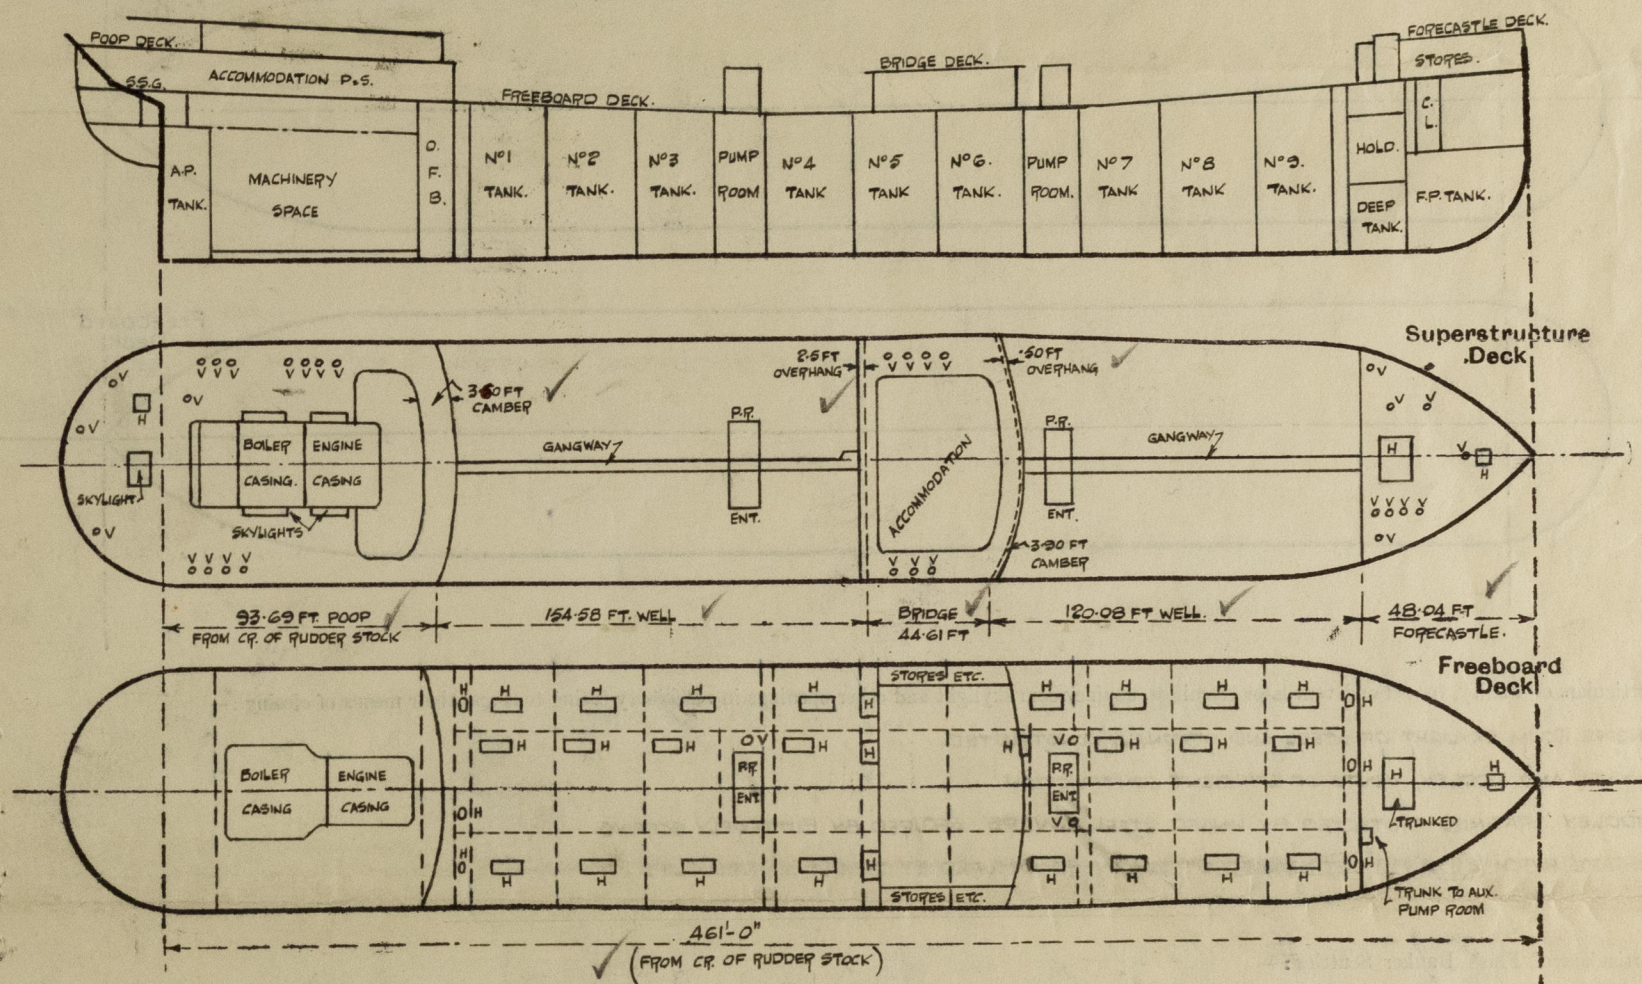 POOP DECK.
S.S.G.
ACCOMMODATION P&S.
FREEBOARD DECK.
BRIDGE DECK.
FORECASTLE DECK.
STORES.
C.
L.
A.P.
TANK.
MACHINERY
SPACE
O.
F.
B.
Nº1
TANK.
Nº2
TANK.
Nº3
TANK.
PUMP
ROOM
Nº4
TANK
Nº5
TANK
Nº6.
TANK
PUMP
ROOM.
Nº7
TANK
Nº8
TANK
Nº9.
TANK.
HOLD.
DEEP
TANK.
F.P. TANK.
Superstructure
Deck
2.5 FT
OVERHANG
.50 FT
OVERHANG
3.50 FT
CAMBER
H
SKYLIGHT
BOILER
CASING.
ENGINE
CASING
SKYLIGHTS
GANGWAY
P.R.
ENT.
ACCOMMODATION
P.R.
ENT.
GANGWAY
3.90 FT
CAMBER
H
H
93.69 FT. POOP
FROM CR. OF RUDDER STOCK
154.58 FT. WELL
BRIDGE
44.61 FT
120.08 FT WELL.
48.04 FT
FORECASTLE.
Freeboard
Deck
STORES ETC.
BOILER
CASING
ENGINE
CASING
P.R.
ENT.
P.R.
ENT.
H
H
TRUNKED
STORES ETC.
TRUNK TO AUX.
PUMP ROOM
461'-0"
(FROM CR. OF RUDDER STOCK)